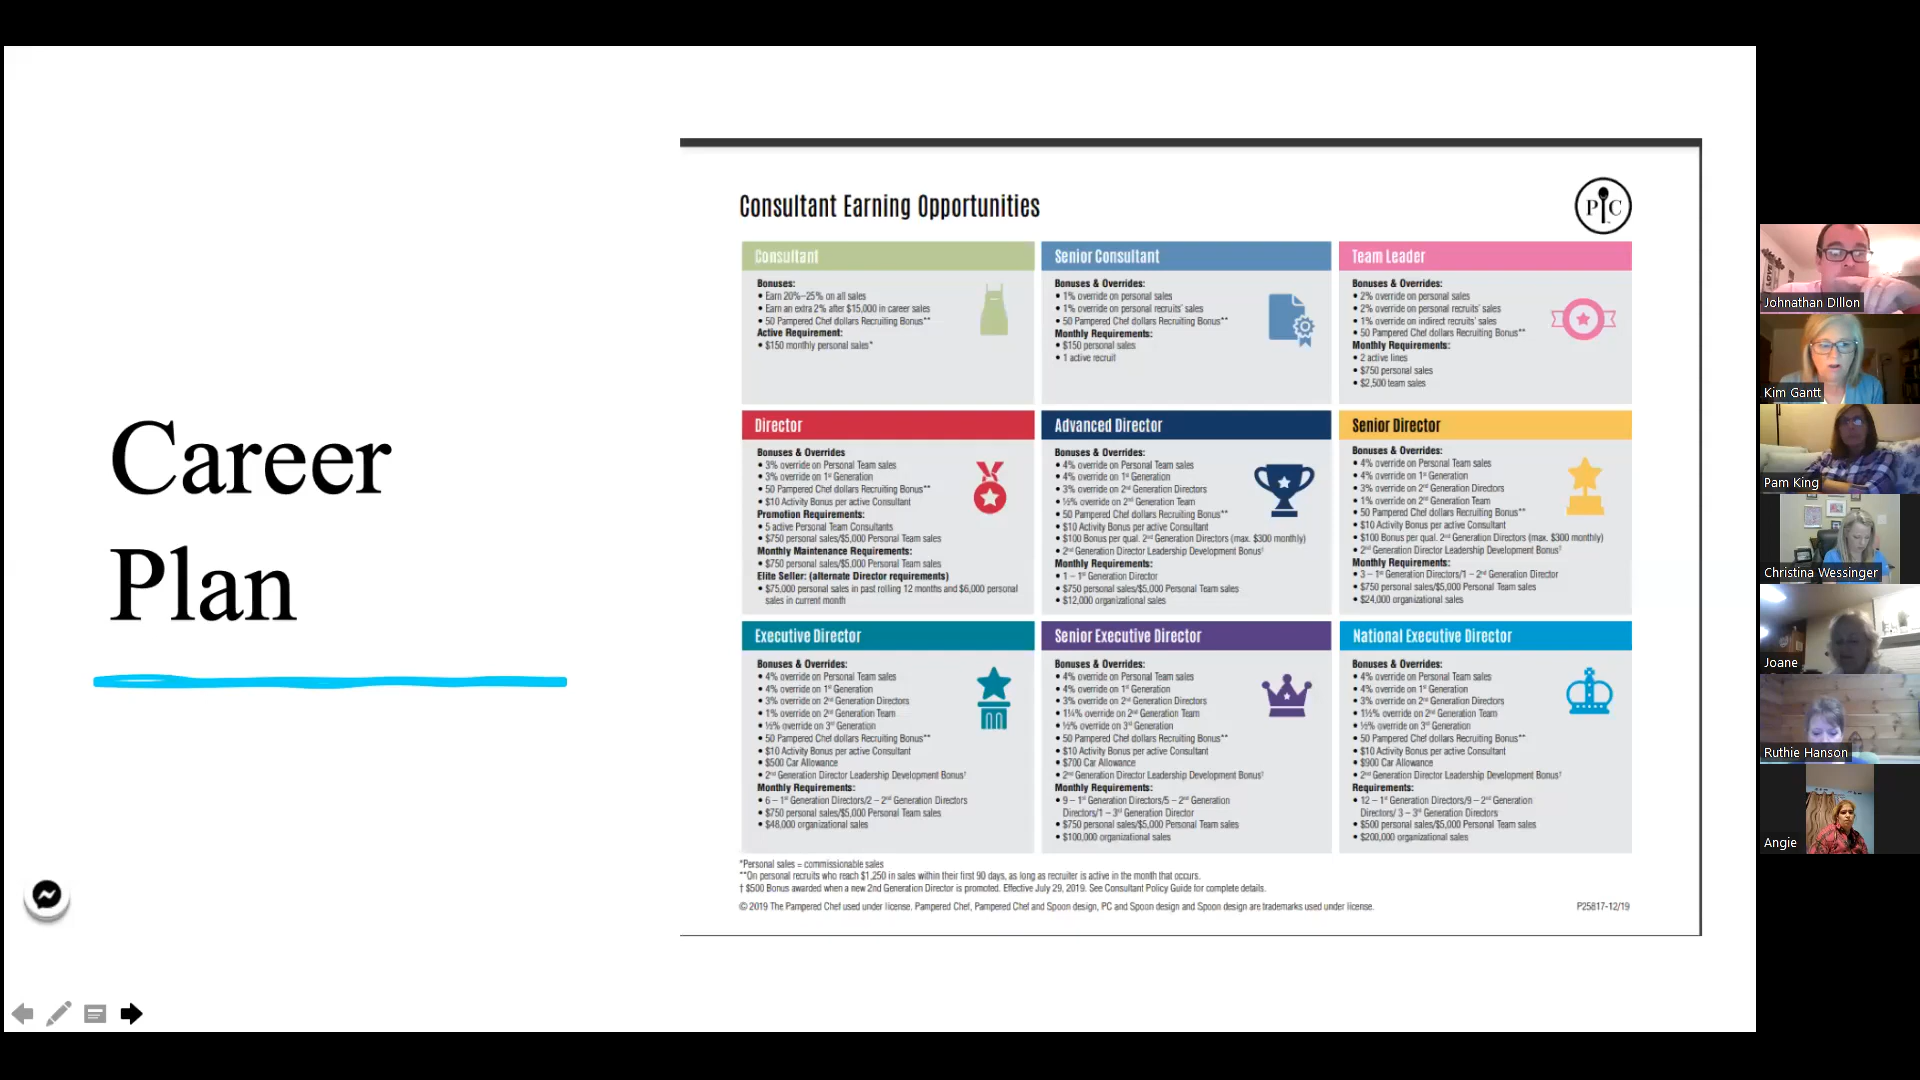 Career
Plan
Consultant Earning Opportunities
PC
Consultant
Bonuses:
• Earn 20%–25% on all sales
• Earn an extra 2% after $15,000 in career sales
• 50 Pampered Chef dollars Recruiting Bonus**
Active Requirement:
• $150 monthly personal sales*
Senior Consultant
Bonuses & Overrides:
• 1% override on personal sales
• 1% override on personal recruits' sales
• 50 Pampered Chef dollars Recruiting Bonus**
Monthly Requirements:
• $150 personal sales
• 1 active recruit
Team Leader
Bonuses & Overrides:
• 2% override on personal sales
• 2% override on personal recruits' sales
• 1% override on indirect recruits' sales
• 50 Pampered Chef dollars Recruiting Bonus**
Monthly Requirements:
• 2 active lines
• $750 personal sales
• $2,500 team sales
Director
Bonuses & Overrides
• 3% override on Personal Team sales
• 3% override on 1st Generation
• 50 Pampered Chef dollars Recruiting Bonus**
• $10 Activity Bonus per active Consultant
Promotion Requirements:
• 5 active Personal Team Consultants
• $750 personal sales/$5,000 Personal Team sales
Monthly Maintenance Requirements:
• $750 personal sales/$5,000 Personal Team sales
Elite Seller: (alternate Director requirements)
• $75,000 personal sales in past rolling 12 months and $6,000 personal
sales in current month
Advanced Director
Bonuses & Overrides:
• 4% override on Personal Team sales
• 4% override on 1st Generation
• 3% override on 2nd Generation Directors
• ½% override on 2nd Generation Team
• 50 Pampered Chef dollars Recruiting Bonus**
• $10 Activity Bonus per active Consultant
• $100 Bonus per qual. 2nd Generation Directors (max. $300 monthly)
• 2nd Generation Director Leadership Development Bonus†
Monthly Requirements:
• 1 – 1st Generation Director
• $750 personal sales/$5,000 Personal Team sales
• $12,000 organizational sales
Senior Director
Bonuses & Overrides:
• 4% override on Personal Team sales
• 4% override on 1st Generation
• 3% override on 2nd Generation Directors
• 1% override on 2nd Generation Team
• 50 Pampered Chef dollars Recruiting Bonus**
• $10 Activity Bonus per active Consultant
• $100 Bonus per qual. 2nd Generation Directors (max. $300 monthly)
• 2nd Generation Director Leadership Development Bonus†
Monthly Requirements:
• 3 – 1st Generation Directors/1 – 2nd Generation Director
• $750 personal sales/$5,000 Personal Team sales
• $24,000 organizational sales
Executive Director
Bonuses & Overrides:
• 4% override on Personal Team sales
• 4% override on 1st Generation
• 3% override on 2nd Generation Directors
• 1% override on 2nd Generation Team
• ½% override on 3rd Generation
• 50 Pampered Chef dollars Recruiting Bonus**
• $10 Activity Bonus per active Consultant
• $500 Car Allowance
• 2nd Generation Director Leadership Development Bonus†
Monthly Requirements:
• 6 – 1st Generation Directors/2 – 2nd Generation Directors
• $750 personal sales/$5,000 Personal Team sales
• $48,000 organizational sales
Senior Executive Director
Bonuses & Overrides:
• 4% override on Personal Team sales
• 4% override on 1st Generation
• 3% override on 2nd Generation Directors
• 1¼% override on 2nd Generation Team
• ½% override on 3rd Generation
• 50 Pampered Chef dollars Recruiting Bonus**
• $10 Activity Bonus per active Consultant
• $700 Car Allowance
• 2nd Generation Director Leadership Development Bonus†
Monthly Requirements:
• 9 – 1st Generation Directors/5 – 2nd Generation
Directors/1 – 3rd Generation Director
• $750 personal sales/$5,000 Personal Team sales
• $100,000 organizational sales
National Executive Director
Bonuses & Overrides:
• 4% override on Personal Team sales
• 4% override on 1st Generation
• 3% override on 2nd Generation Directors
• 1½% override on 2nd Generation Team
• ½% override on 3rd Generation
• 50 Pampered Chef dollars Recruiting Bonus**
• $10 Activity Bonus per active Consultant
• $900 Car Allowance
• 2nd Generation Director Leadership Development Bonus†
Requirements:
• 12 – 1st Generation Directors/9 – 2nd Generation
Directors/ 3 – 3rd Generation Directors
• $500 personal sales/$5,000 Personal Team sales
• $200,000 organizational sales
*Personal sales = commissionable sales
**On personal recruits who reach $1,250 in sales within their first 90 days, as long as recruiter is active in the month that occurs.
† $500 Bonus awarded when a new 2nd Generation Director is promoted. Effective July 29, 2019. See Consultant Policy Guide for complete details.
© 2019 The Pampered Chef used under license. Pampered Chef, Pampered Chef and Spoon design, PC and Spoon design and Spoon design are trademarks used under license.
P25817-12/19
Johnathan DIllon
Kim Gantt
Pam King
Christina Wessinger
Joane
Ruthie Hanson
Angie